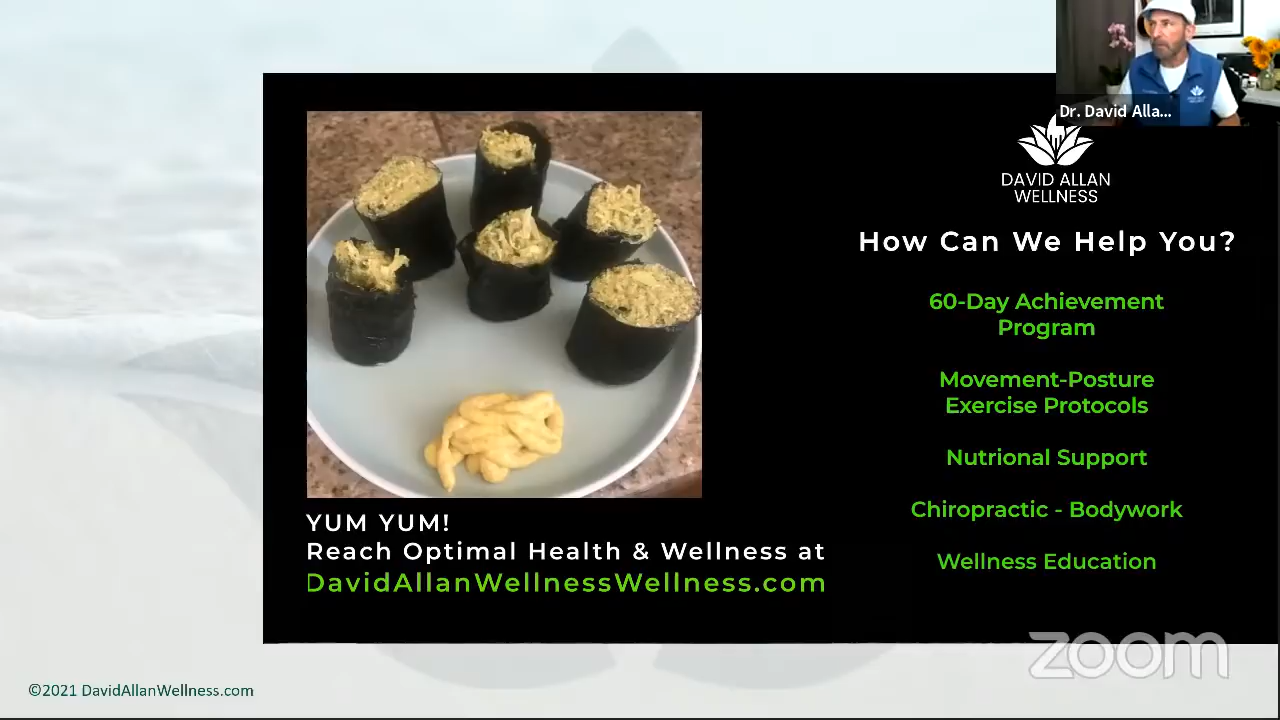 Dr. David Alla...
DAVID ALLAN
WELLNESS
How Can We Help You?
60-Day Achievement
Program
Movement-Posture
Exercise Protocols
Nutrional Support
Chiropractic - Bodywork
Wellness Education
YUM YUM!
Reach Optimal Health & Wellness at
DavidAllanWellnessWellness.com
zoom
©2021 DavidAllanWellness.com